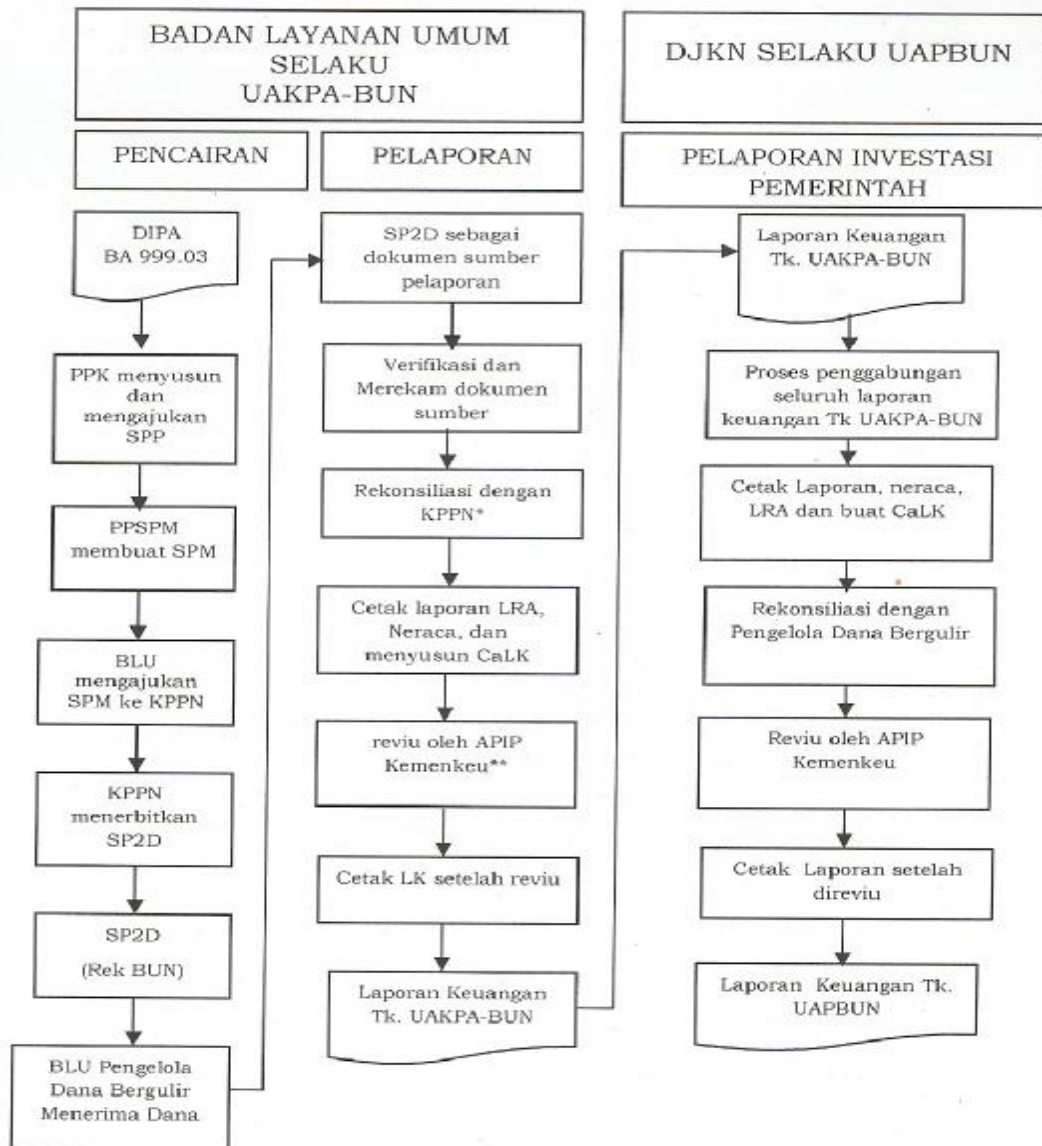 BADAN LAYANAN UMUM
SELAKU
UAKPA-BUN
DJKN SELAKU UAPBUN
PENCAIRAN
PELAPORAN
PELAPORAN INVESTASI
PEMERINTAH
DIPA
BA 999.03
PPK menyusun
dan
mengajukan
SPP
PPSPM
membuat SPM
BLU
mengajukan
SPM ke KPPN
KPPN
menerbitkan
SP2D
SP2D
(Rek BUN)
BLU Pengelola
Dana Bergulir
Menerima Dana
SP2D sebagai
dokumen sumber
pelaporan
Verifikasi dan
Merekam dokumen
sumber
Rekonsiliasi dengan
KPPN*
Cetak laporan LRA,
Neraca, dan
menyusun CaLK
reviu oleh APIP
Kemenkeu**
Cetak LK setelah reviu
Laporan Keuangan
Tk. UAKPA-BUN
Laporan Keuangan
Tk. UAKPA-BUN
Proses penggabungan
seluruh laporan
keuangan Tk UAKPA-BUN
Cetak Laporan, neraca,
LRA dan buat CaLK
Rekonsiliasi dengan
Pengelola Dana Bergulir
Reviu oleh APIP
Kemenkeu
Cetak Laporan setelah
direviu
Laporan Keuangan Tk.
UAPBUN